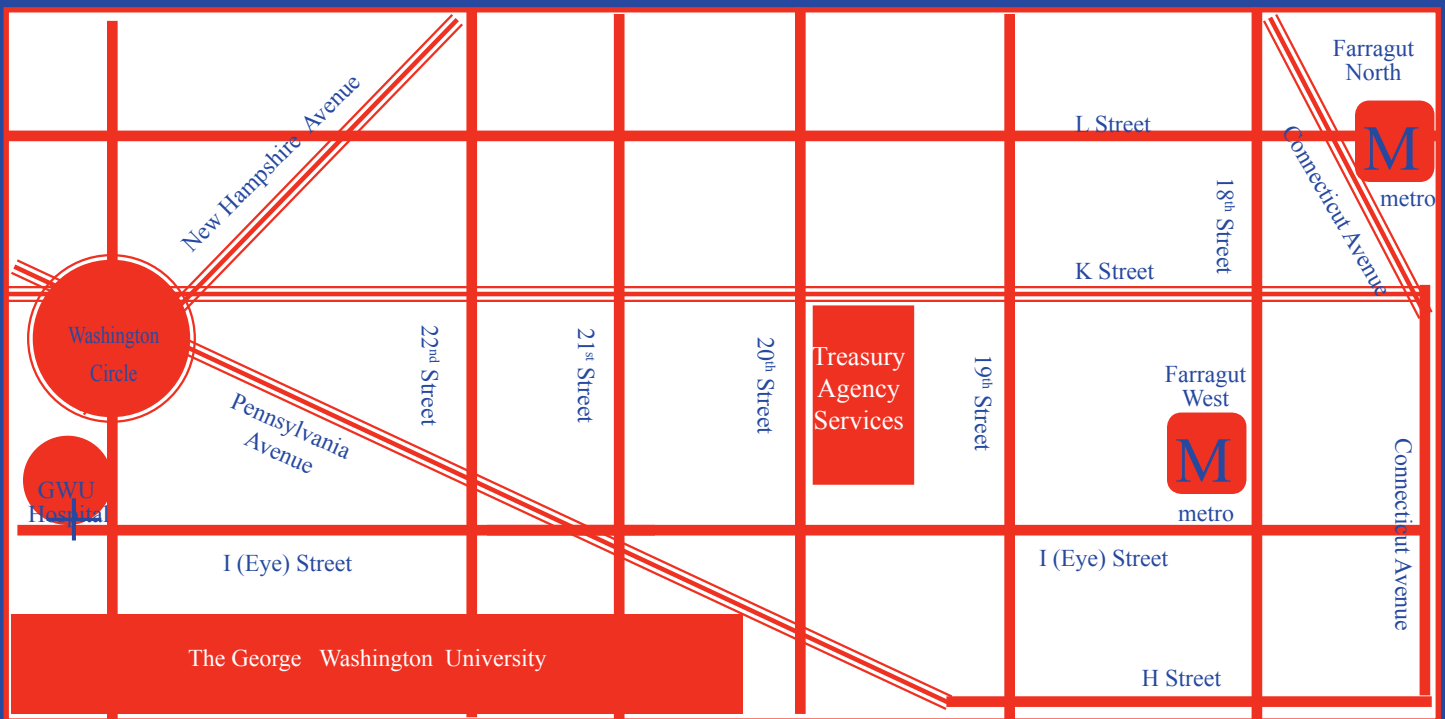 Farragut
North
M
metro
New Hampshire Avenue
L Street
Connecticut Avenue
18th Street
K Street
Washington
Circle
22nd Street
21st Street
20th Street
Treasury
Agency
Services
19th Street
Farragut
West
M
metro
Pennsylvania
Avenue
GWU
Hospital
Connecticut Avenue
I (Eye) Street
I (Eye) Street
The George Washington University
H Street